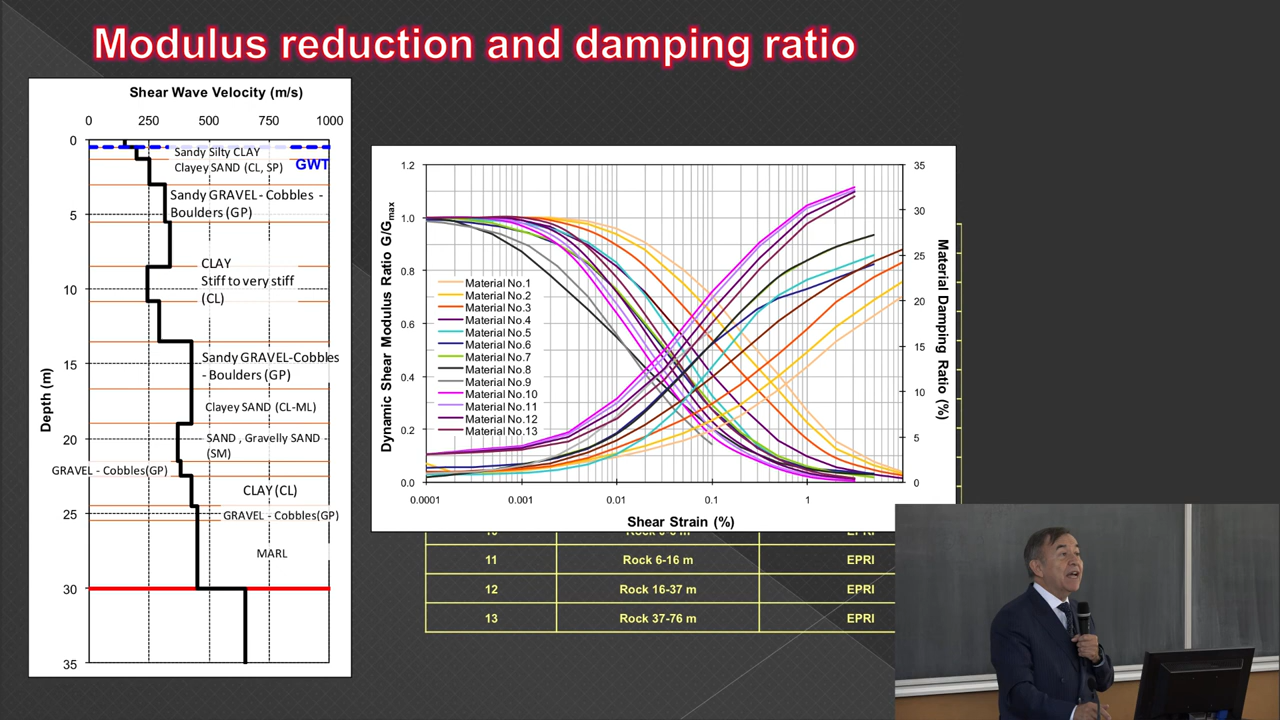 Modulus reduction and damping ratio
Shear Wave Velocity (m/s)
0 250 500 750 1000
Depth (m)
0
5
10
15
20
25
30
35
Sandy Silty CLAY
Clayey SAND (CL, SP)
GWT
Sandy GRAVEL - Cobbles -
Boulders (GP)
CLAY
Stiff to very stiff
(CL)
Sandy GRAVEL-Cobbles
- Boulders (GP)
Clayey SAND (CL-ML)
SAND , Gravelly SAND -
(SM)
GRAVEL - Cobbles(GP)
CLAY (CL)
GRAVEL - Cobbles(GP)
MARL
Dynamic Shear Modulus Ratio G/Gmax
1.2
1.0
0.8
0.6
0.4
0.2
0.0
Material No.1
Material No.2
Material No.3
Material No.4
Material No.5
Material No.6
Material No.7
Material No.8
Material No.9
Material No.10
Material No.11
Material No.12
Material No.13
35
30
25
20
15
10
5
0
Material Damping Ratio (%)
0.0001 0.001 0.01 0.1 1
Shear Strain (%)
11 Rock 6-16 m EPRI
12 Rock 16-37 m EPRI
13 Rock 37-76 m EPRI